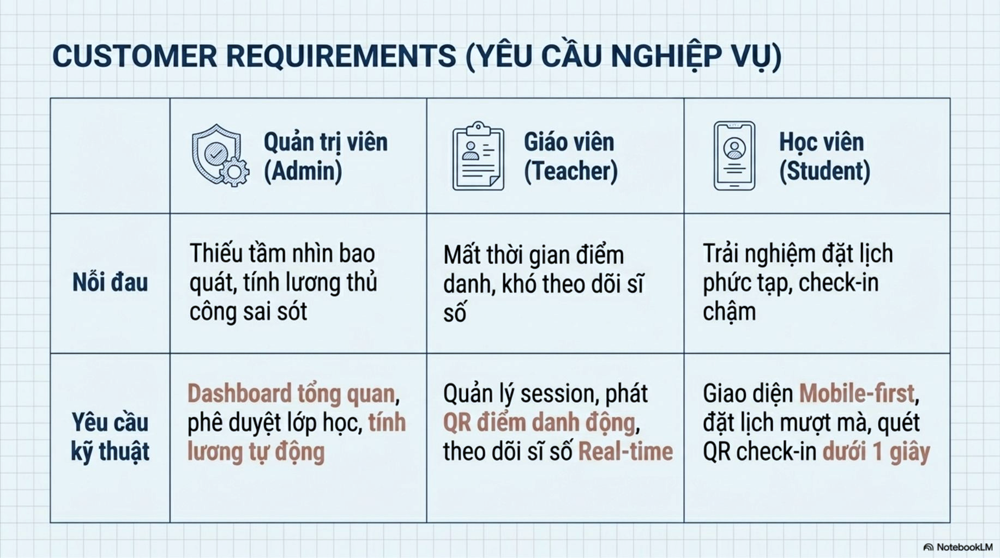 CUSTOMER REQUIREMENTS (YÊU CẦU NGHIỆP VỤ)
Quản trị viên
(Admin)
Giáo viên
(Teacher)
Học viên
(Student)
Nỗi đau
Thiếu tầm nhìn bao
quát, tính lương thủ
công sai sót
Mất thời gian điểm
danh, khó theo dõi sĩ
số
Trải nghiệm đặt lịch
phức tạp, check-in
chậm
Yêu cầu
kỹ thuật
Dashboard tổng quan,
phê duyệt lớp học, tính
lương tự động
Quản lý session, phát
QR điểm danh động,
theo dõi sĩ số Real-time
Giao diện Mobile-first,
đặt lịch mượt mà, quét
QR check-in dưới 1 giây
NotebookLM